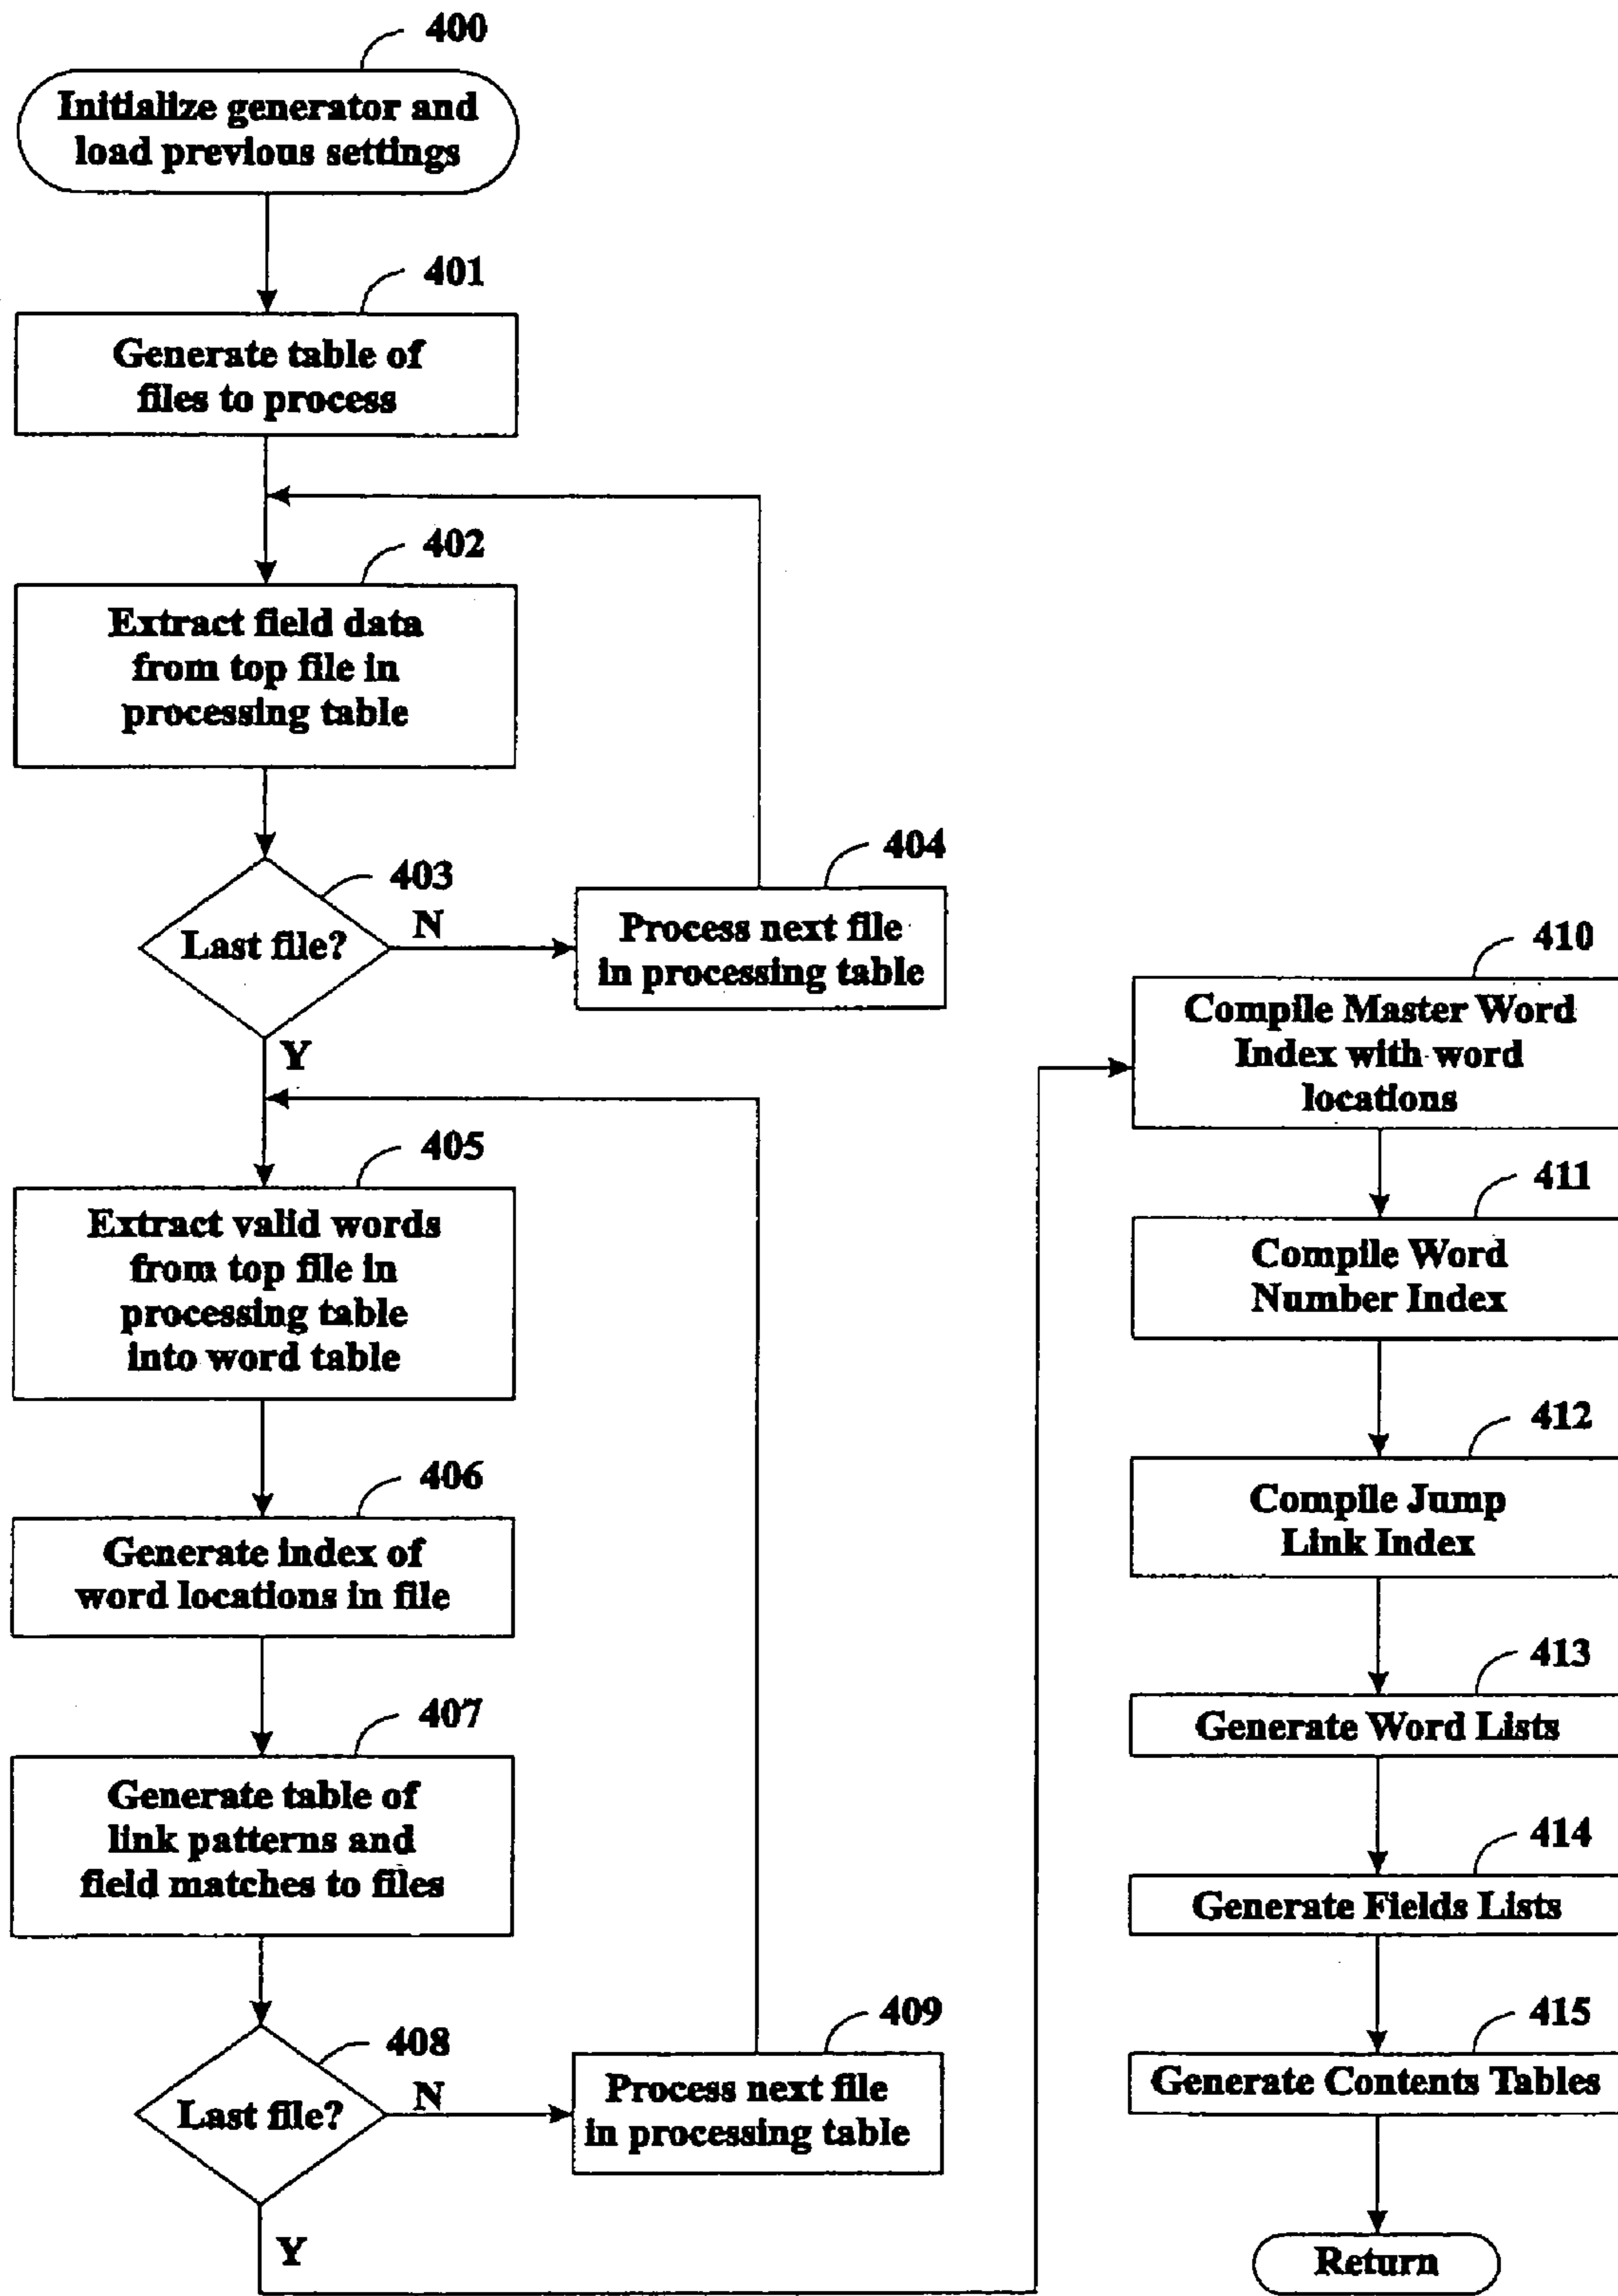 400
Initialize generator and
load previous settings
401
Generate table of
files to process
402
Extract field data
from top file in
processing table
403
Last file?
N
Y
404
Process next file
in processing table
405
Extract valid words
from top file in
processing table
into word table
406
Generate index of
word locations in file
407
Generate table of
link patterns and
field matches to files
408
Last file?
N
Y
409
Process next file
in processing table
410
Compile Master Word
Index with word
locations
411
Compile Word
Number Index
412
Compile Jump
Link Index
413
Generate Word Lists
414
Generate Fields Lists
415
Generate Contents Tables
Return